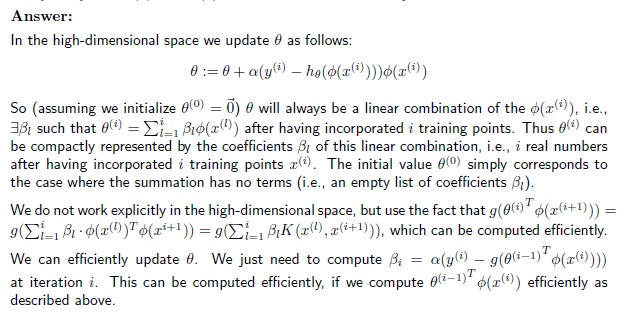 Answer:
In the high-dimensional space we update θ as follows:
θ := θ + α(y^{(i)} − h_θ(ϕ(x^{(i)})))ϕ(x^{(i)})
So (assuming we initialize θ^{(0)} = \vec{0}) θ will always be a linear combination of the ϕ(x^{(i)}), i.e.,
∃β_l such that θ^{(i)} = ∑_{l=1}^{i} β_lϕ(x^{(l)}) after having incorporated i training points. Thus θ^{(i)} can
be compactly represented by the coefficients β_l of this linear combination, i.e., i real numbers
after having incorporated i training points x^{(i)}. The initial value θ^{(0)} simply corresponds to
the case where the summation has no terms (i.e., an empty list of coefficients β_l).
We do not work explicitly in the high-dimensional space, but use the fact that g(θ^{(i)^T}ϕ(x^{(i+1)})) =
g(∑_{l=1}^{i} β_l · ϕ(x^{(l)})^Tϕ(x^{i+1})) = g(∑_{l=1}^{i} β_lK(x^{(l)}, x^{(i+1)})), which can be computed efficiently.
We can efficiently update θ. We just need to compute β_i = α(y^{(i)} − g(θ^{(i−1)^T}ϕ(x^{(i)})))
at iteration i. This can be computed efficiently, if we compute θ^{(i−1)^T}ϕ(x^{(i)}) efficiently as
described above.